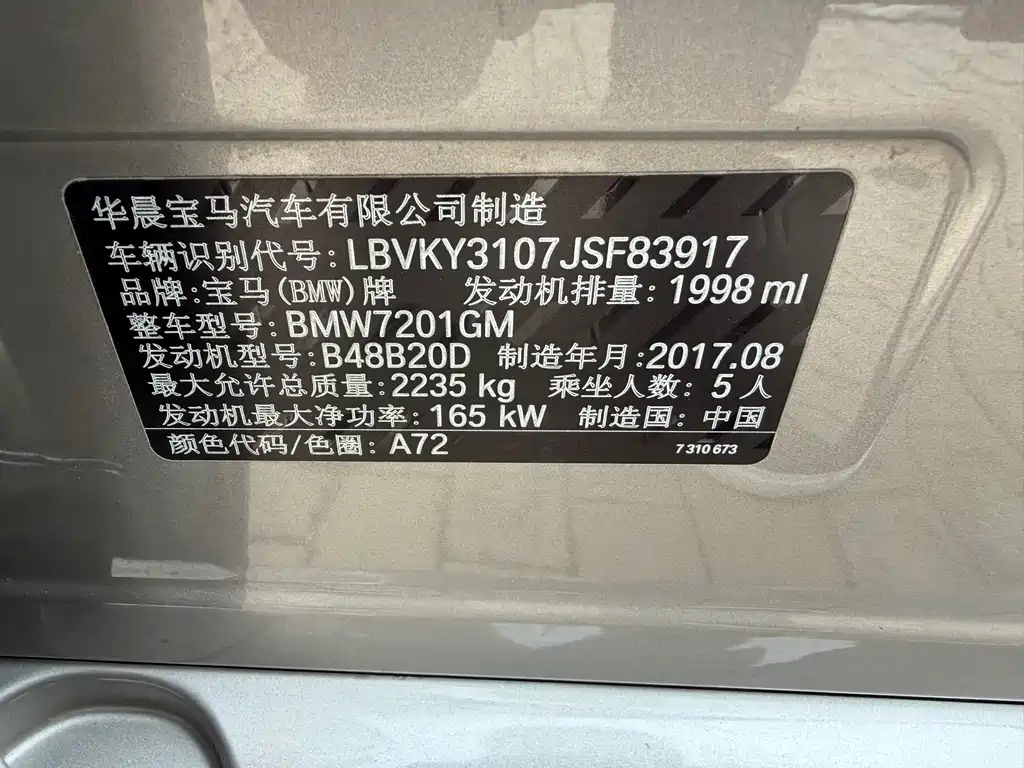 华晨宝马汽车有限公司制造
车辆识别代号: LBVKY3107JSF83917
品牌:宝马(BMW)牌 发动机排量: 1998 ml
整车型号: BMW7201GM
发动机型号: B48B20D 制造年月:2017.08
最大允许总质量:2235 kg 乘坐人数: 5 人
发动机最大净功率: 165 kW 制造国: 中国
颜色代码/色圈: A72 7 310 673